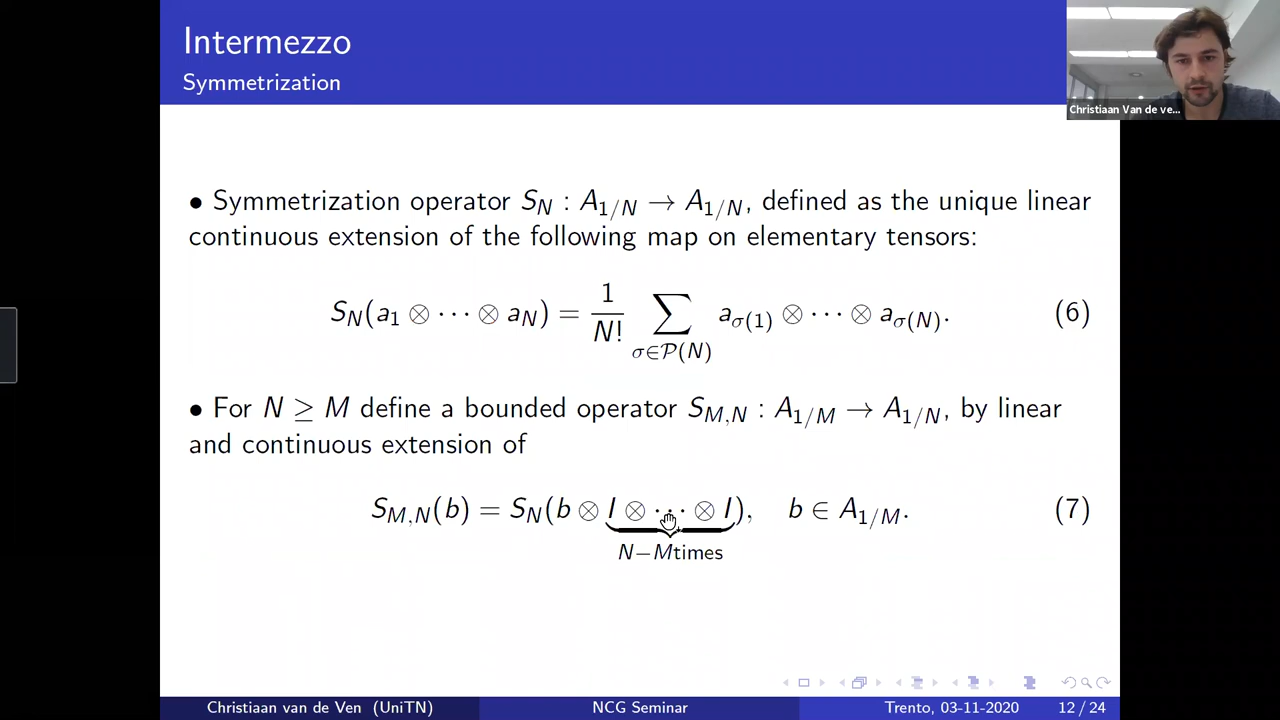 Intermezzo
Symmetrization
Christiaan Van de ve...
• Symmetrization operator S_N : A_{1/N} → A_{1/N}, defined as the unique linear
continuous extension of the following map on elementary tensors:
S_N(a_1 ⊗ ··· ⊗ a_N) = \frac{1}{N!} \sum_{σ∈P(N)} a_{σ(1)} ⊗ ··· ⊗ a_{σ(N)}. (6)
• For N ≥ M define a bounded operator S_{M,N} : A_{1/M} → A_{1/N}, by linear
and continuous extension of
S_{M,N}(b) = S_N(b ⊗ I ⊗ ··· ⊗ I), b ∈ A_{1/M}. (7)
N−Mtimes
Christiaan van de Ven (UniTN) NCG Seminar Trento, 03-11-2020 12 / 24